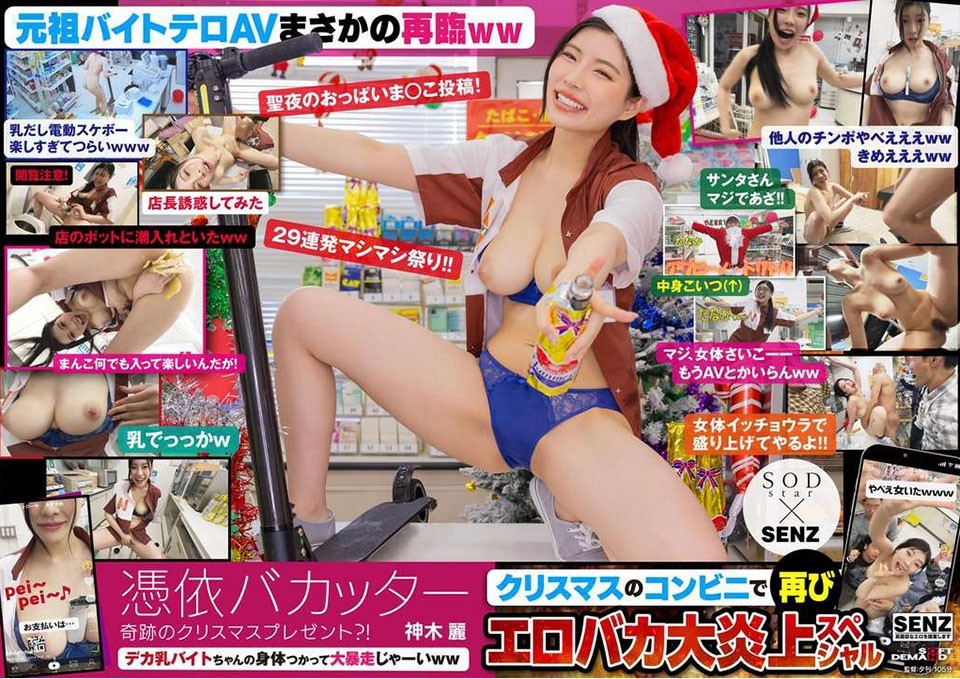 元祖バイトテロAVまさかの再臨ww
聖夜のおっぱいま〇こ投稿!
乳だし電動スケボー
楽しすぎてつらいwww
閲覧注意!
店長誘惑してみた
店のポットに潮入れといたww
29連発マシマシ祭り!!
まんこ何でも入って楽しいんだが!
乳でっっかw
他人のチンポやべえええww
きめえええww
サンタさん
マジであざ!!
中身こいつ(↑)
マジ、女体さいこーー
もうAVとかいらんww
女体イッチョウラで
盛り上げてやるよ!!
SOD
star
×
SENZ
やべえ女いたwww
pei~
pei~♪
お支払いは…
憑依バカッター
奇跡のクリスマスプレゼント?!
神木 麗
デカ乳バイトちゃんの身体つかって大暴走じゃーいww
クリスマスのコンビニで再び
エロバカ大炎上スペシャル
SENZ
監督:夕刊 105分